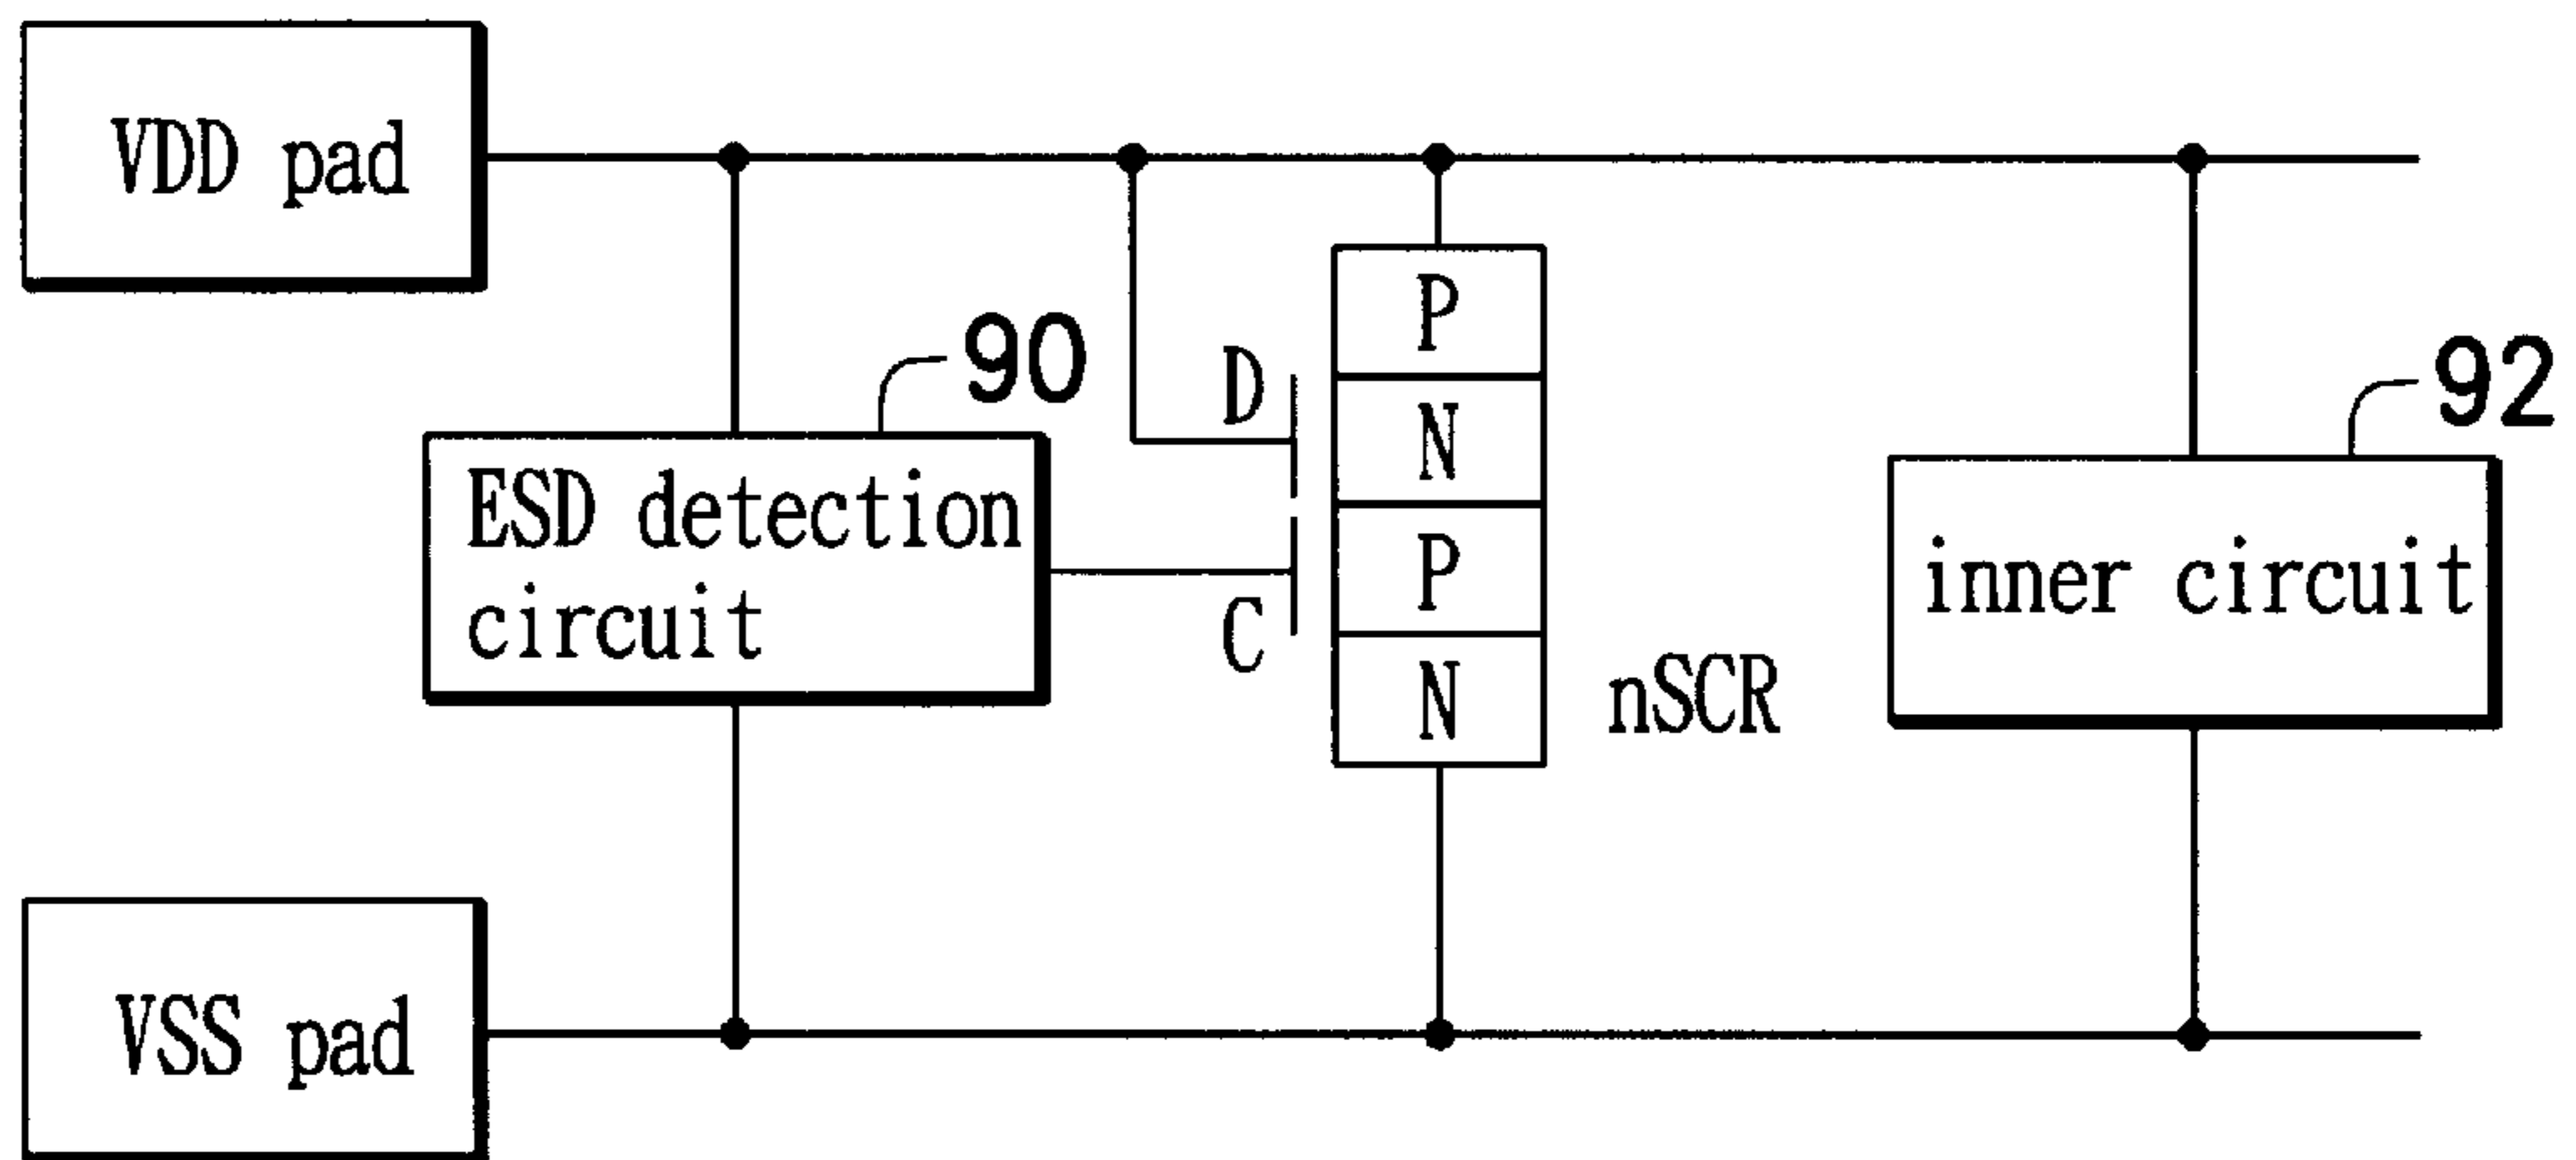 VDD pad
90
92
D
P
N
P
N
ESD detection
circuit
C
nSCR
inner circuit
VSS pad